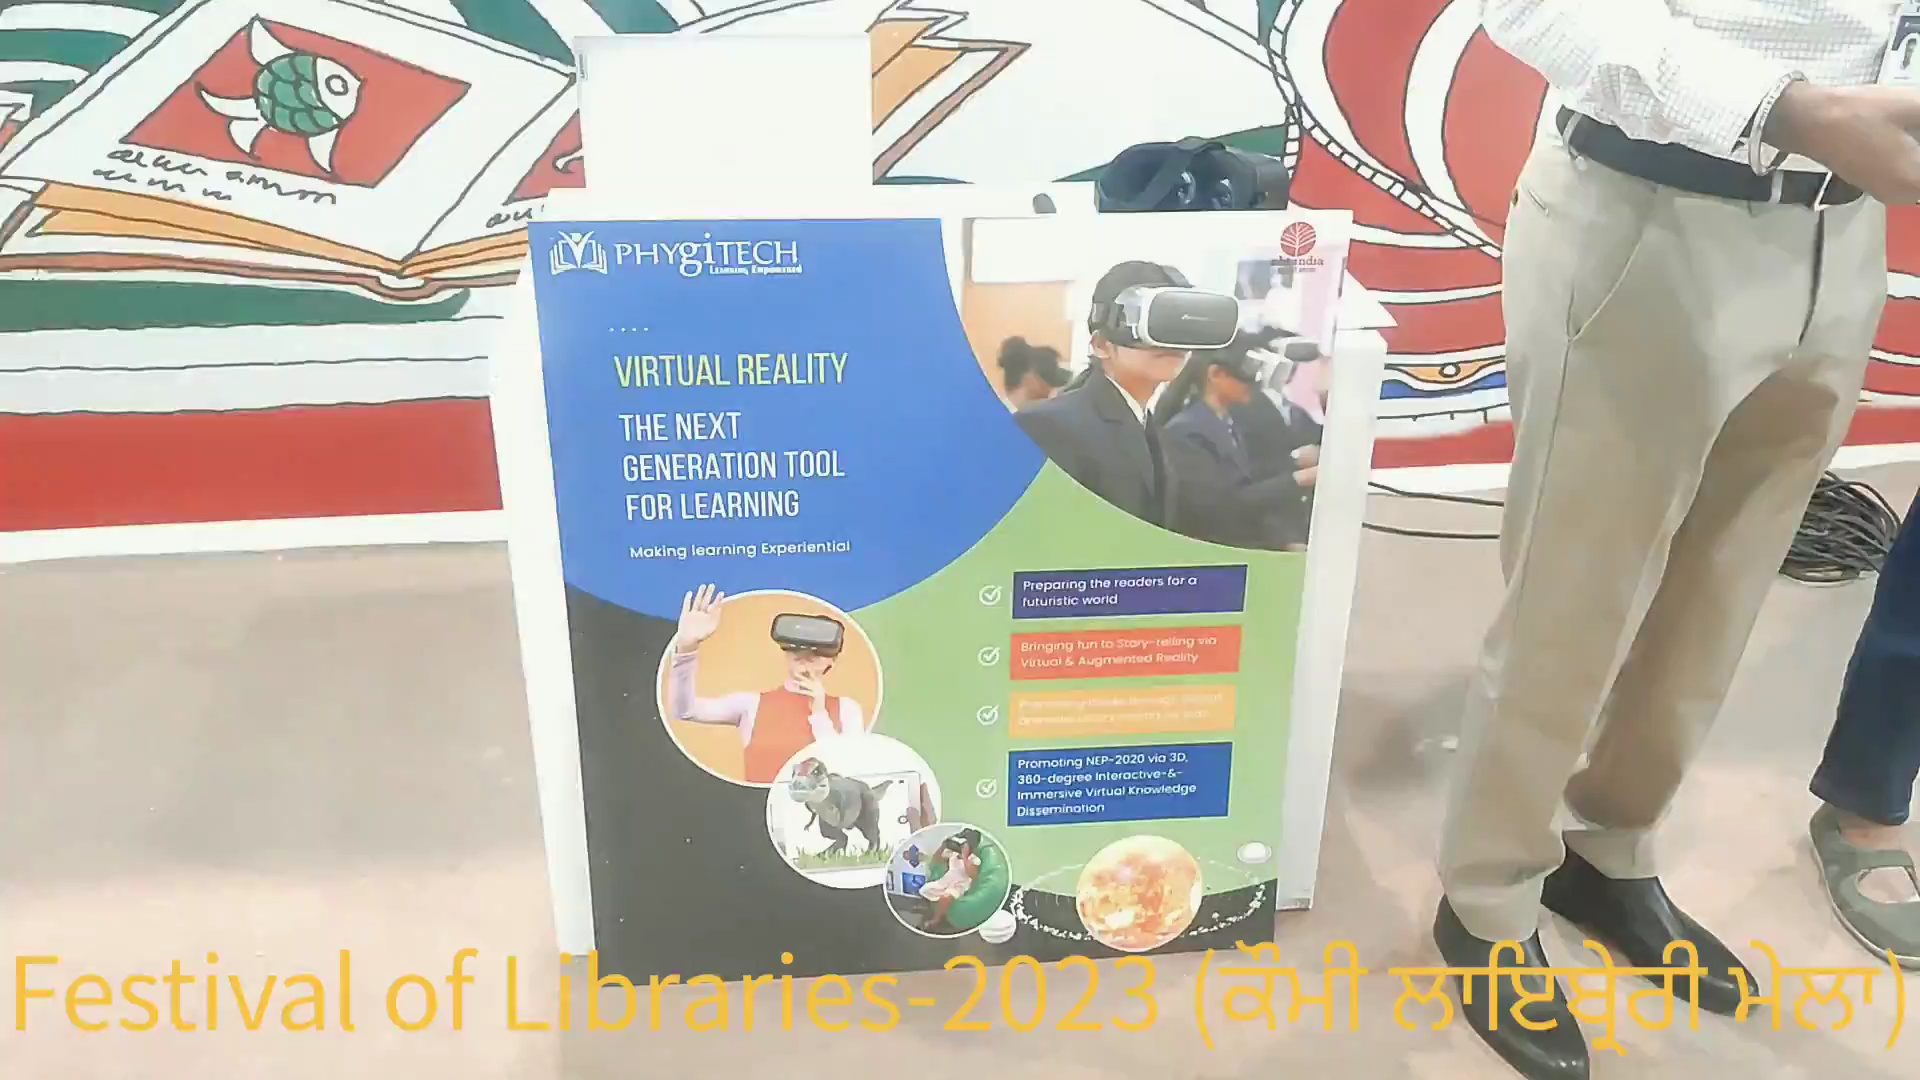 PHYgiTECH
Learning Empowered
VIRTUAL REALITY
THE NEXT
GENERATION TOOL
FOR LEARNING
Making learning Experiential
Preparing the readers for a
futuristic world
Bringing fun to Story-telling via
Virtual & Augmented Reality
Promoting NEP-2020 via 3D,
360-degree Interactive-&-
Immersive Virtual Knowledge
Dissemination
Festival of Libraries-2023 (ਕੌਮੀ ਲਾਇਬ੍ਰੇਰੀ ਮੇਲਾ)